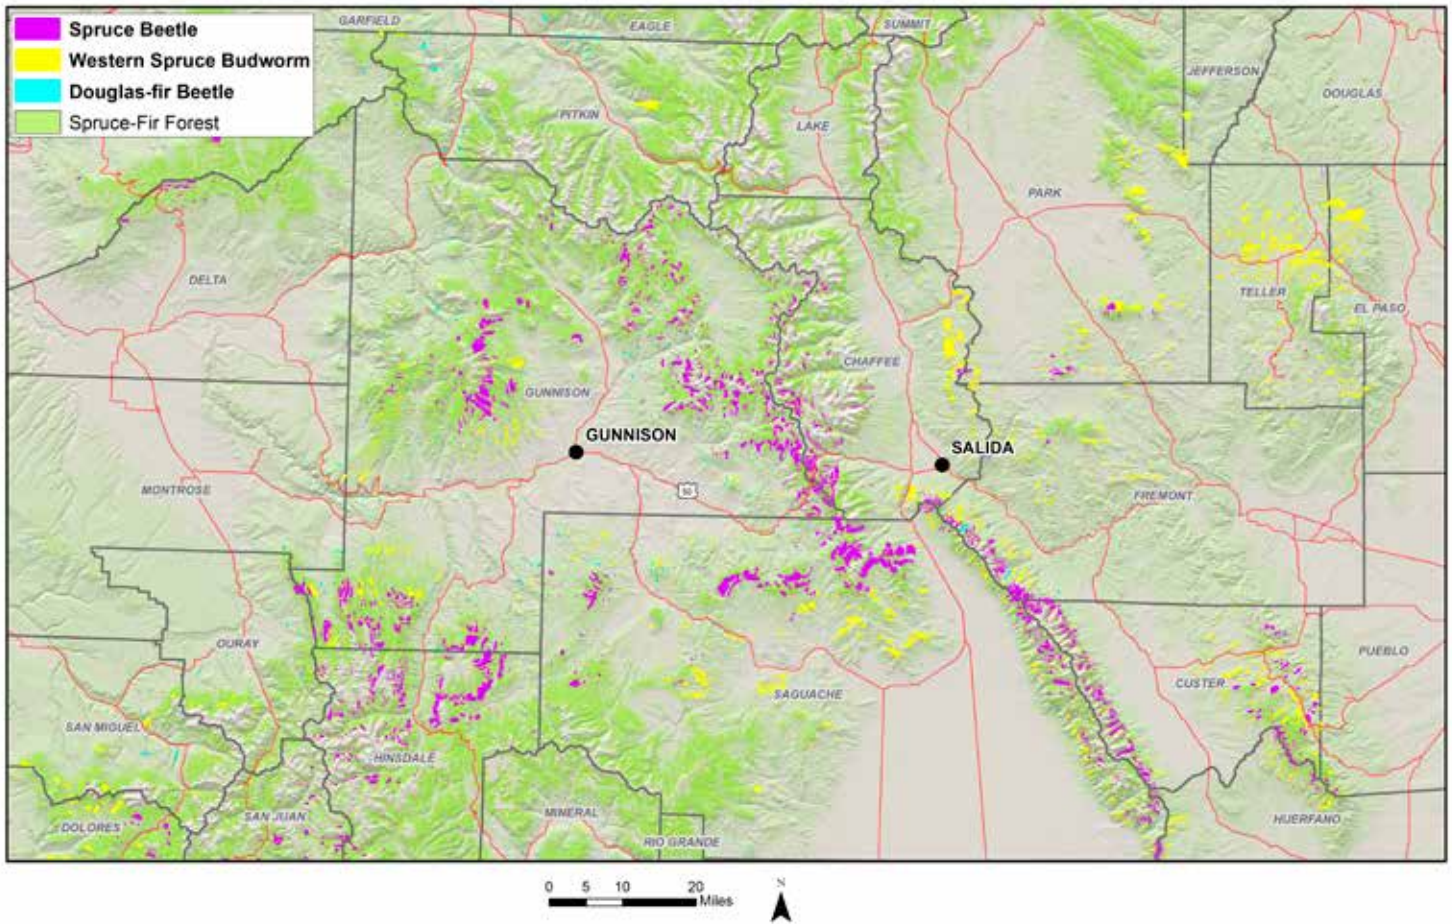 Spruce Beetle
Western Spruce Budworm
Douglas-fir Beetle
Spruce-Fir Forest
GARFIELD
EAGLE
SUMMIT
JEFFERSON
DOUGLAS
PITKIN
LAKE
PARK
DELTA
TELLER
EL PASO
CHAFFEE
GUNNISON
GUNNISON
SALIDA
MONTROSE
50
FREMONT
OURAY
PUEBLO
CUSTER
SAGUACHE
SAN MIGUEL
HINSDALE
MINERAL
SAN JUAN
HUERFANO
DOLORES
RIO GRANDE
0 5 10 20
Miles
N